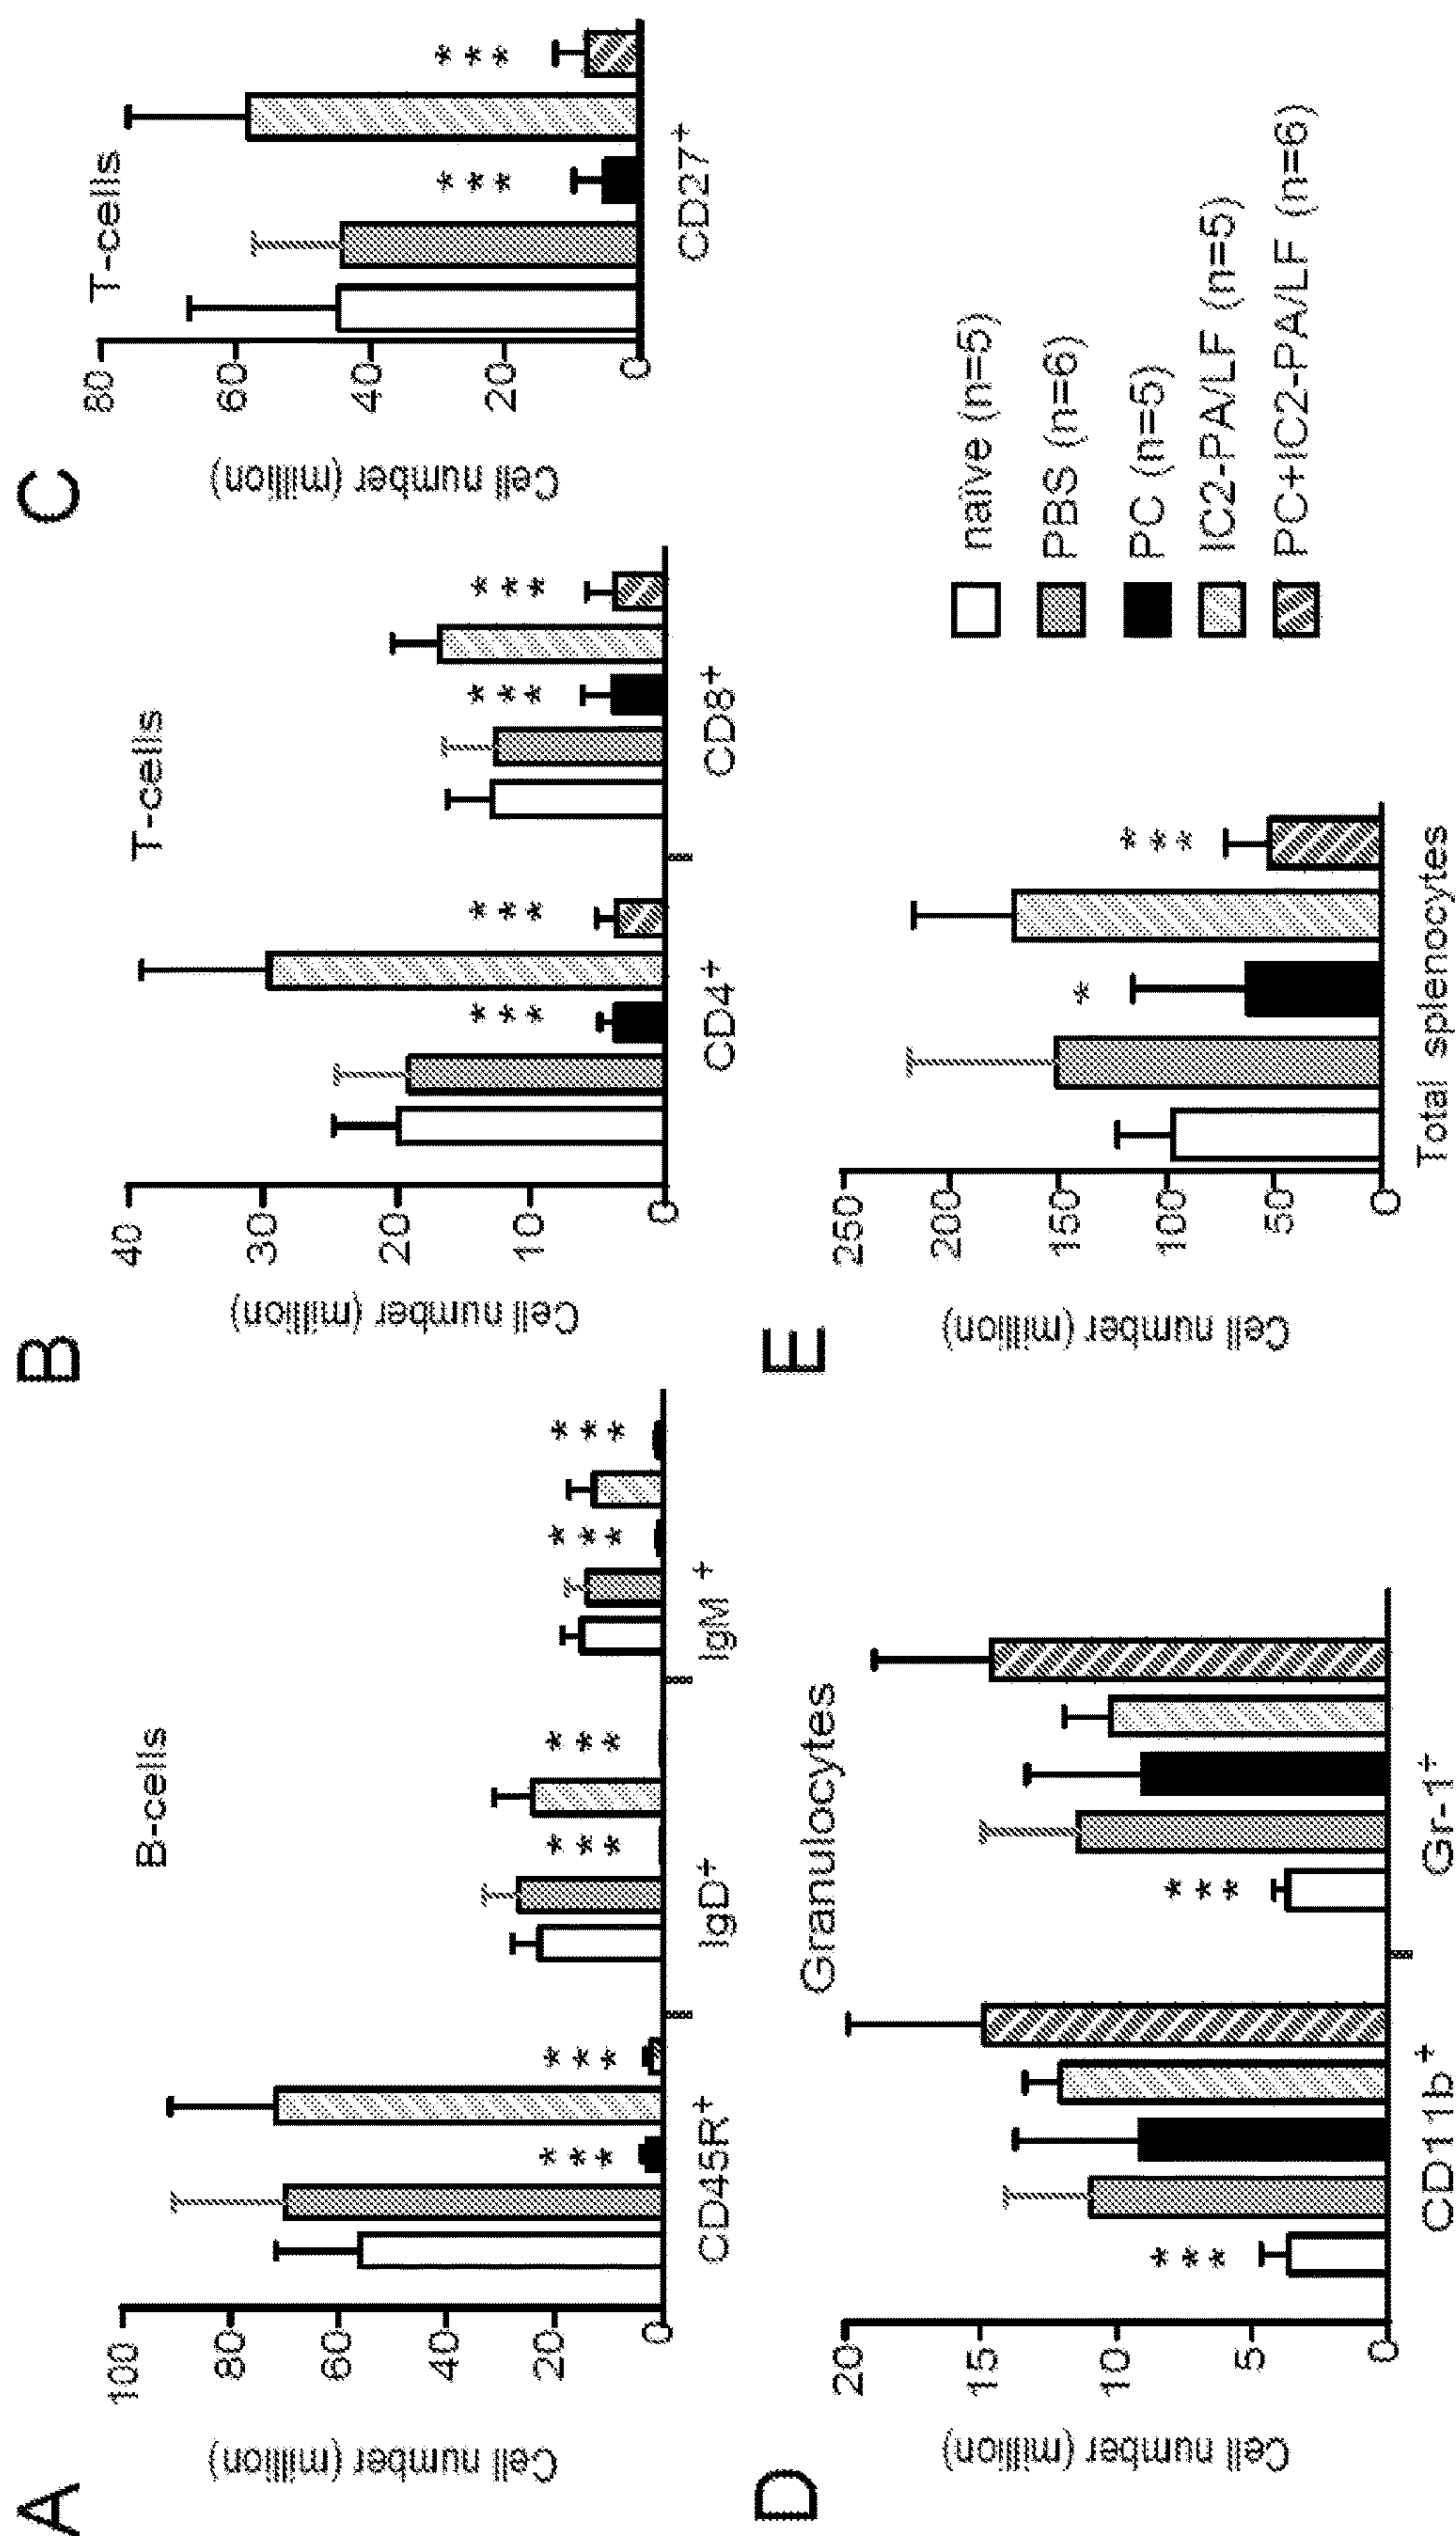 A
B-cells
Cell number (million)
100
80
60
40
20
0
***
***
***
***
***
***
CD45R+
IgD+
IgM +
B
T-cells
Cell number (million)
40
30
20
10
0
***
***
***
***
CD4+
CD8+
C
T-cells
Cell number (million)
80
60
40
20
0
***
***
CD27+
D
Granulocytes
Cell number (million)
20
15
10
5
0
***
***
CD11b+
Gr-1+
E
Cell number (million)
250
200
150
100
50
0
*
***
Total splenocytes
naïve (n=5)
PBS (n=6)
PC (n=5)
IC2-PA/LF (n=5)
PC+IC2-PA/LF (n=6)